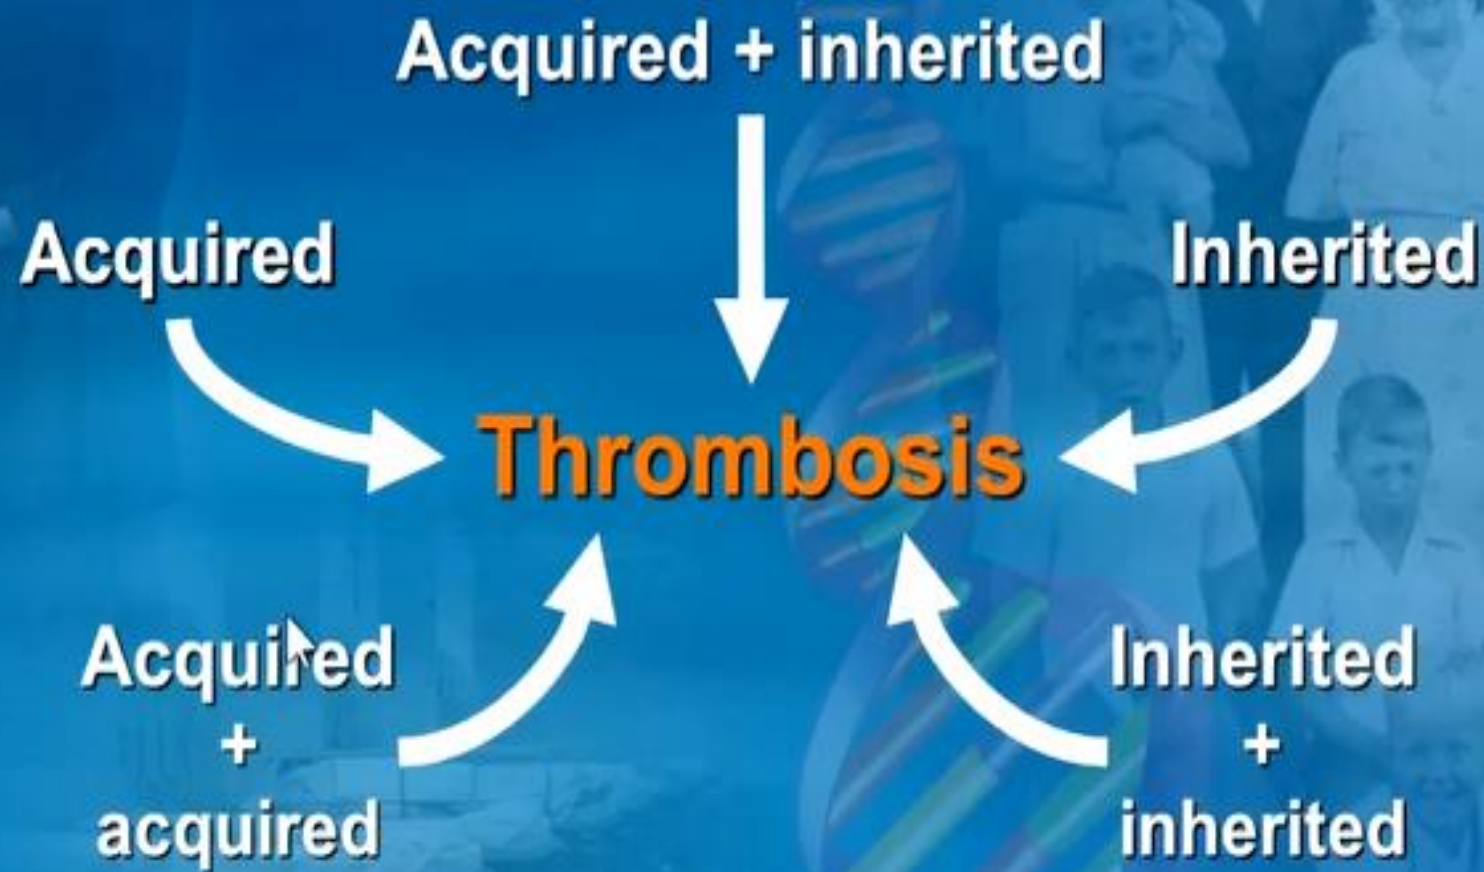 Acquired + inherited
Acquired
Inherited
Thrombosis
Acquired
+
acquired
Inherited
+
inherited